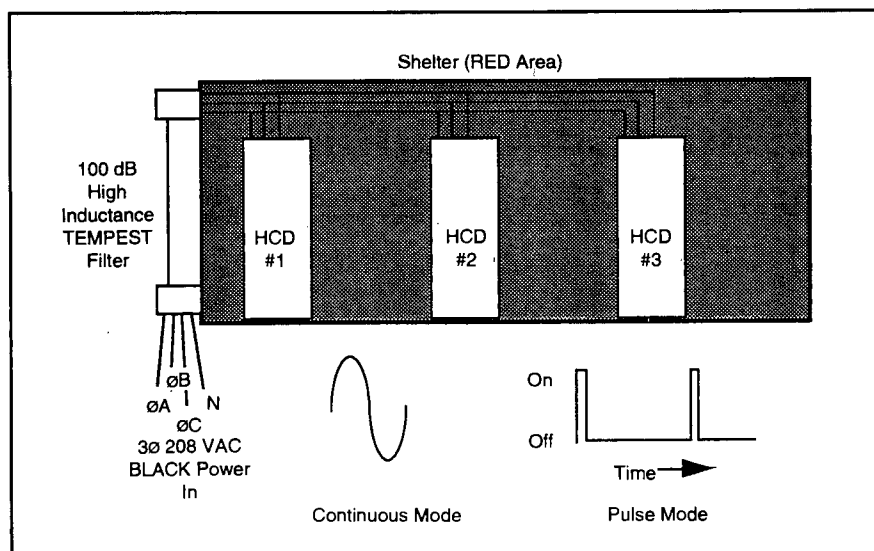 Shelter (RED Area)
100 dB
High
Inductance
TEMPEST
Filter
HCD
#1
HCD
#2
HCD
#3
øA
øB
øC
N
3ø 208 VAC
BLACK Power
In
Continuous Mode
On
Off
Time
Pulse Mode